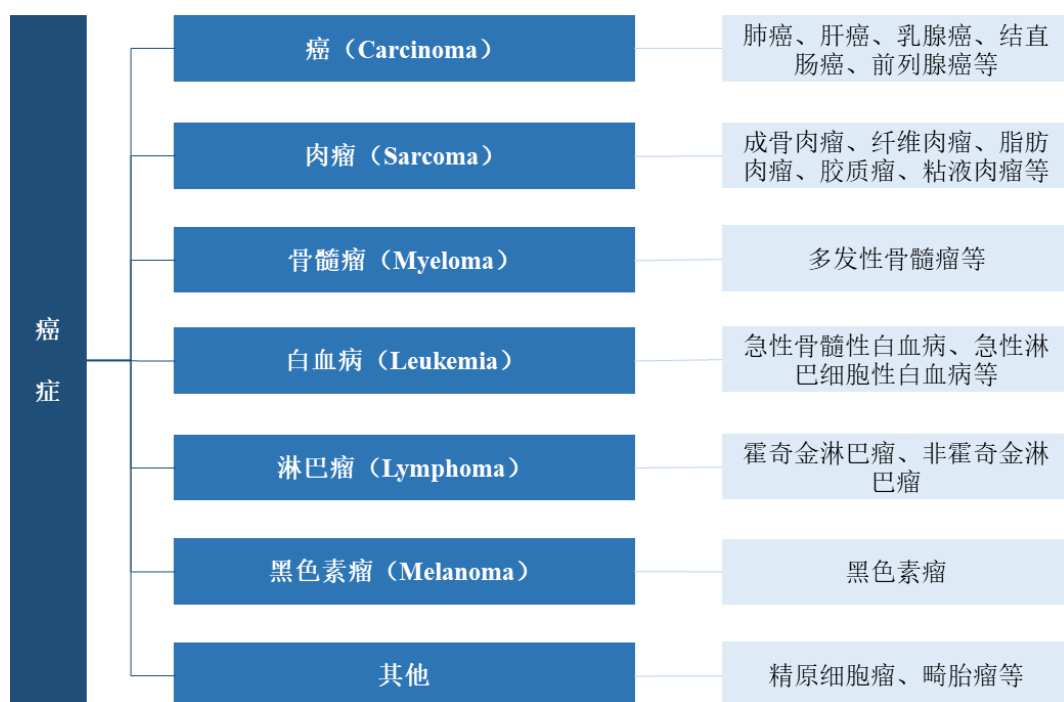 癌症
癌（Carcinoma）
肺癌、肝癌、乳腺癌、结直
肠癌、前列腺癌等
肉瘤（Sarcoma）
成骨肉瘤、纤维肉瘤、脂肪
肉瘤、胶质瘤、粘液肉瘤等
骨髓瘤（Myeloma）
多发性骨髓瘤等
白血病（Leukemia）
急性骨髓性白血病、急性淋
巴细胞性白血病等
淋巴瘤（Lymphoma）
霍奇金淋巴瘤、非霍奇金淋
巴瘤
黑色素瘤（Melanoma）
黑色素瘤
其他
精原细胞瘤、畸胎瘤等